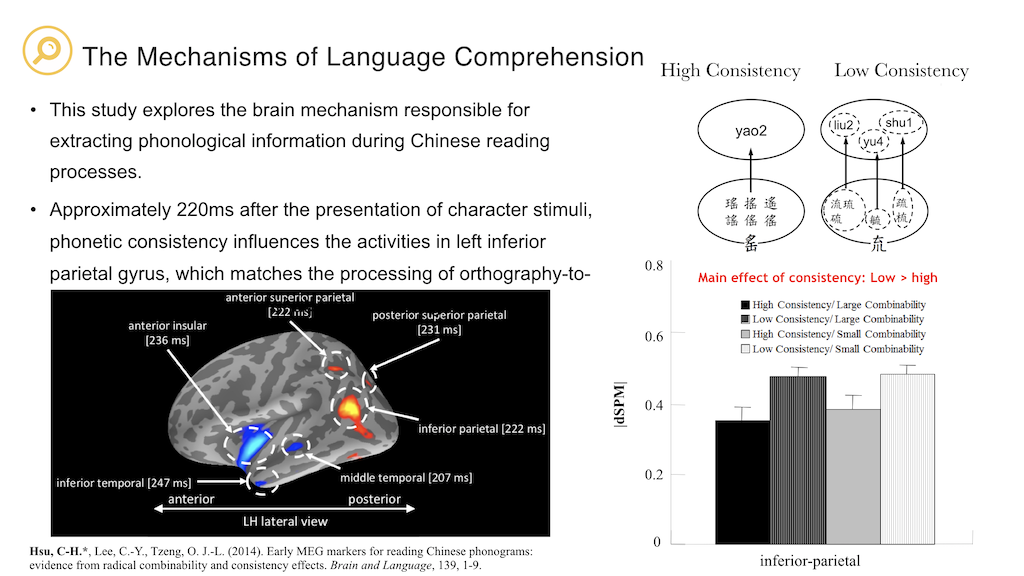 The Mechanisms of Language Comprehension
• This study explores the brain mechanism responsible for
extracting phonological information during Chinese reading
processes.
• Approximately 220ms after the presentation of character stimuli,
phonetic consistency influences the activities in left inferior
parietal gyrus, which matches the processing of orthography-to-
anterior superior parietal
[222 ms]
posterior superior parietal
[231 ms]
anterior insular
[236 ms]
inferior parietal [222 ms]
middle temporal [207 ms]
inferior temporal [247 ms]
anterior
posterior
LH lateral view
Hsu, C-H.*, Lee, C.-Y., Tzeng, O. J.-L. (2014). Early MEG markers for reading Chinese phonograms:
evidence from radical combinability and consistency effects. Brain and Language, 139, 1-9.
High Consistency
Low Consistency
yao2
liu2
yu4
shu1
瑤 搖 遙
謠 傜 徭
䍃
流琉
硫
毓
疏
梳
㐬
Main effect of consistency: Low > high
High Consistency/ Large Combinability
Low Consistency/ Large Combinability
High Consistency/ Small Combinability
Low Consistency/ Small Combinability
|dSPM|
0.8
0.6
0.4
0.2
0
inferior-parietal